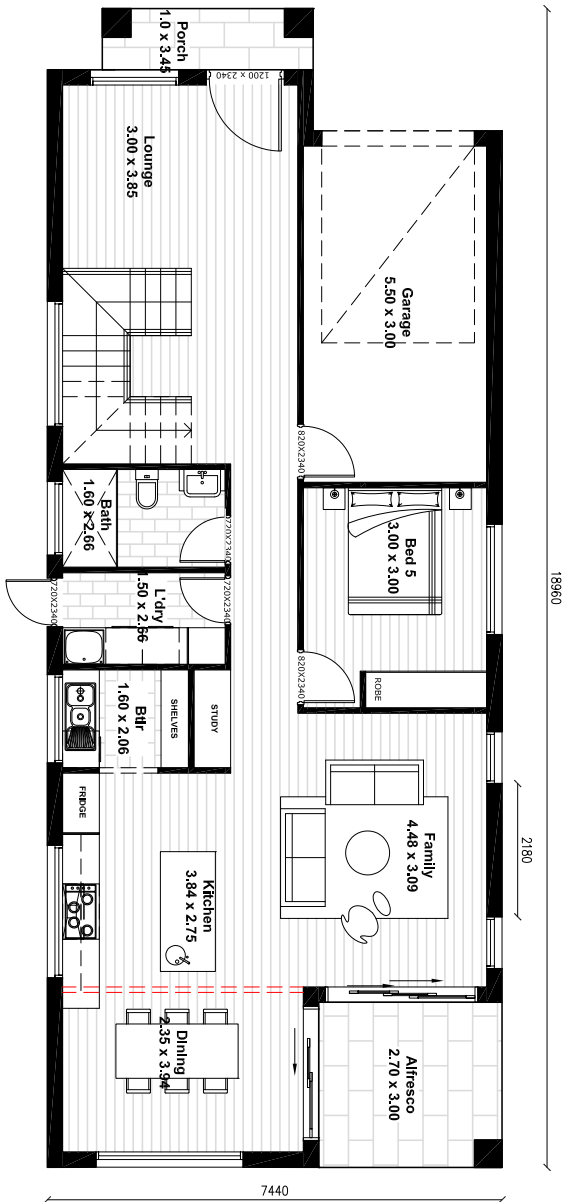 Porch
1.0 x 3.45
1200 x 2340
Lounge
3.00 x 3.85
Garage
5.50 x 3.00
820X2340
Bath
1.60 x 2.66
720X2340
Bed 5
3.00 x 3.00
L'dry
1.50 x 2.66
720X2340
720X2340
820X2340
ROBE
Btlr
1.60 x 2.06
SHELVES
STUDY
FRIDGE
Family
4.48 x 3.09
Kitchen
3.84 x 2.75
Dining
2.35 x 3.94
Alfresco
2.70 x 3.00
18960
2180
7440